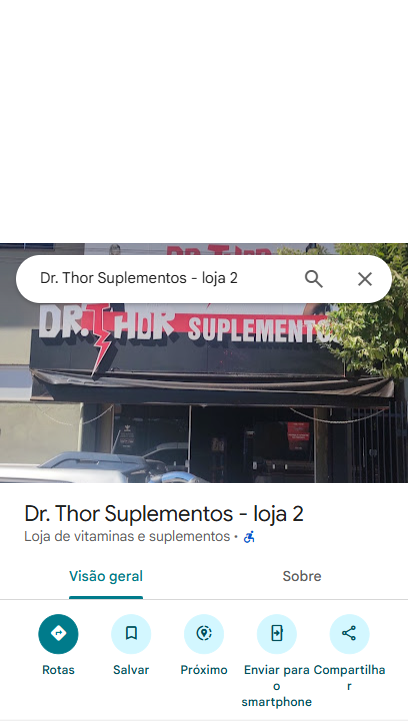 Dr. Thor Suplementos - loja 2
DR. THOR SUPLEMENTOS
Dr. Thor Suplementos - loja 2
Loja de vitaminas e suplementos ·
Visão geral
Sobre
Rotas
Salvar
Próximo
Enviar para
o
smartphone
Compartilha
r